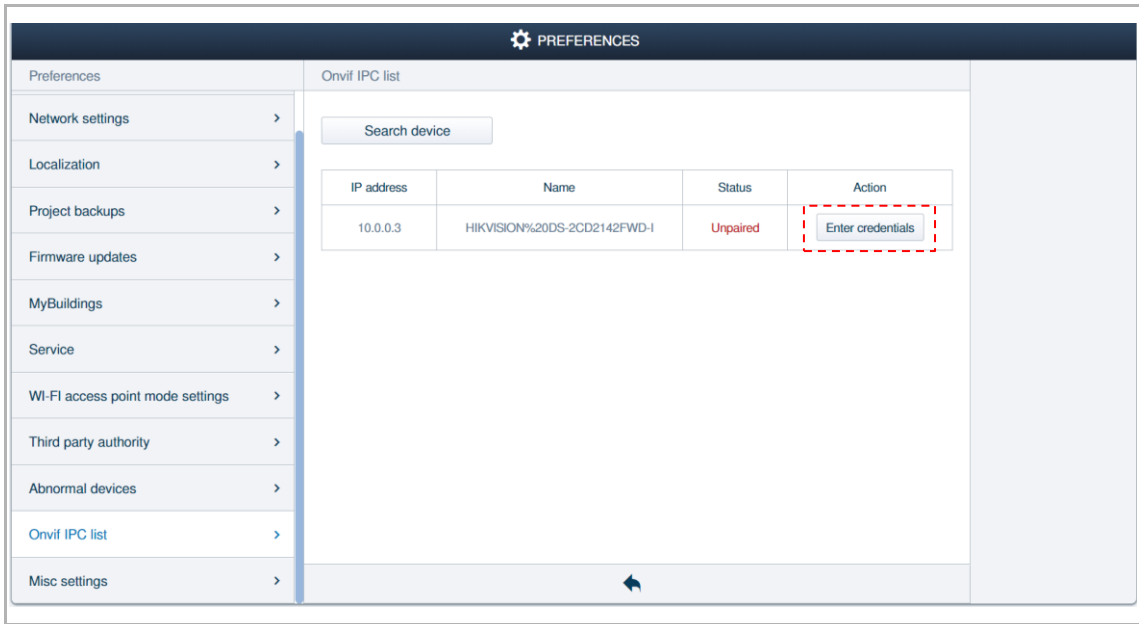 PREFERENCES
Preferences
Onvif IPC list
Network settings
Localization
Project backups
Firmware updates
MyBuildings
Service
WI-FI access point mode settings
Third party authority
Abnormal devices
Onvif IPC list
Misc settings
Search device
IP address Name Status Action
10.0.0.3 HIKVISION%20DS-2CD2142FWD-I Unpaired Enter credentials